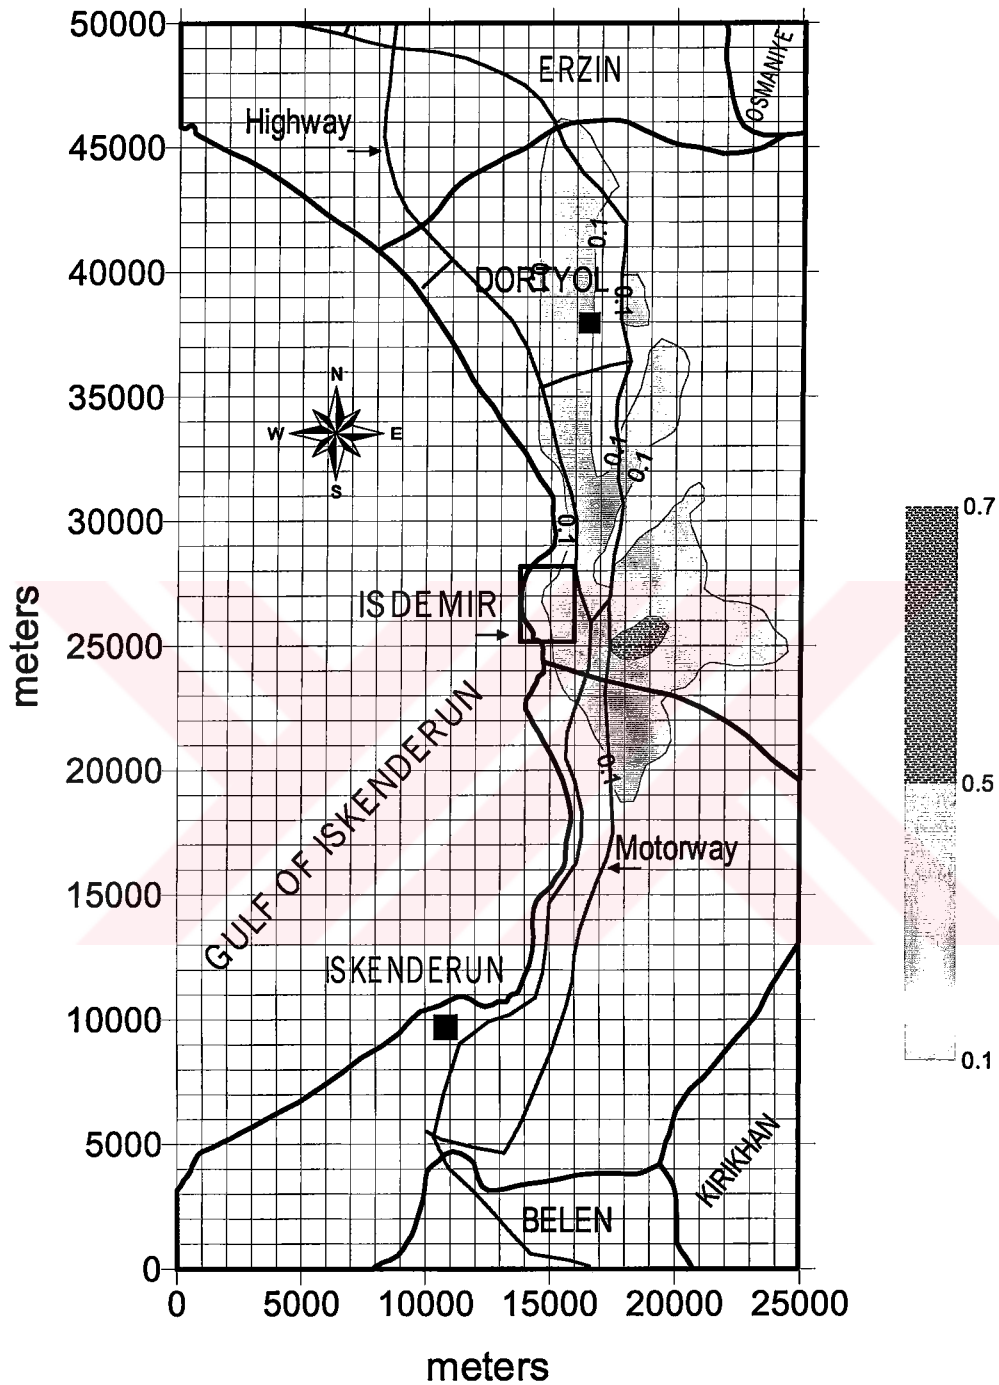 50000
ERZIN
OSMANIYE
Highway
45000
0.1
40000
DORTYOL
0.1
0.1
N
35000
W E
S
0.1
0.1
30000
0.1
0.7
ISDEMIR
25000
meters
GULF OF ISKENDERUN
20000
0.1
0.5
Motorway
15000
ISKENDERUN
10000
0.1
5000
KIRIKHAN
BELEN
0
0 5000 10000 15000 20000 25000
meters